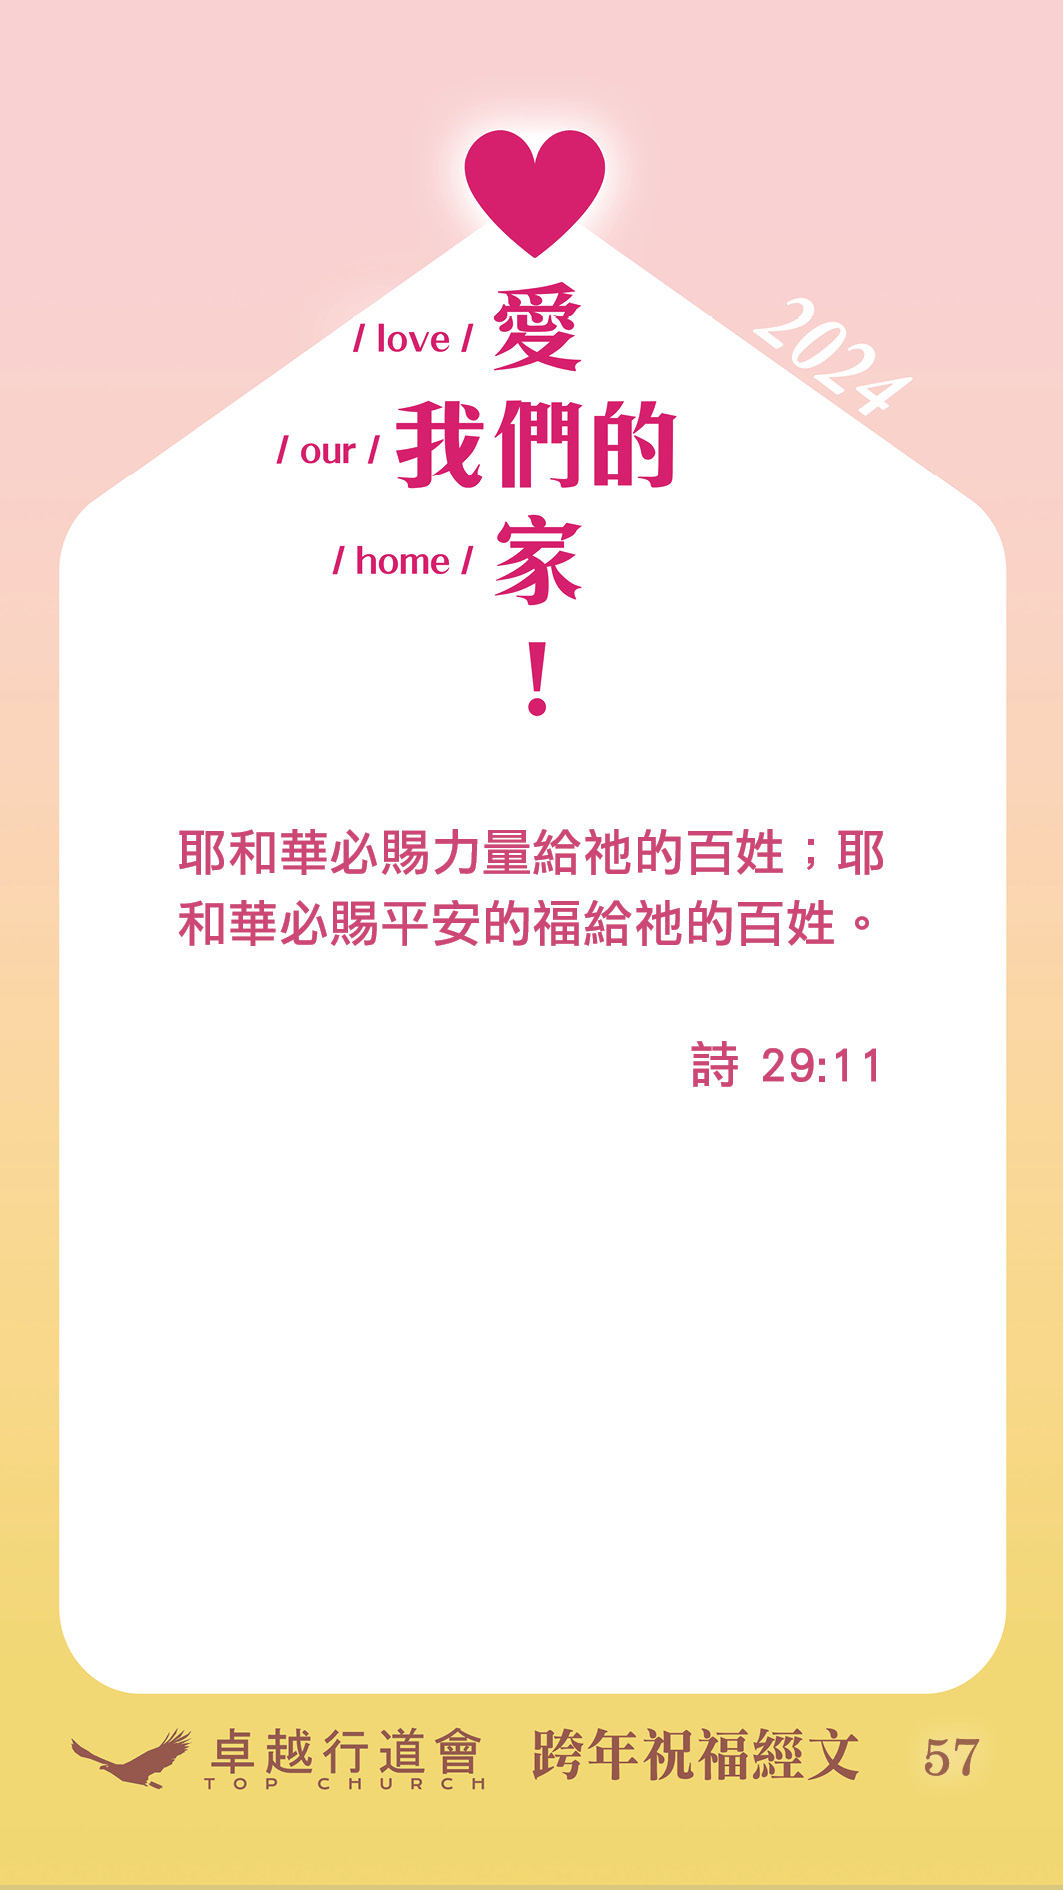 2024
/ love / 愛
/ our / 我們的
/ home / 家
!
耶和華必賜力量給祂的百姓；耶
和華必賜平安的福給祂的百姓。
詩 29:11
卓越行道會 跨年祝福經文 57
TOP CHURCH